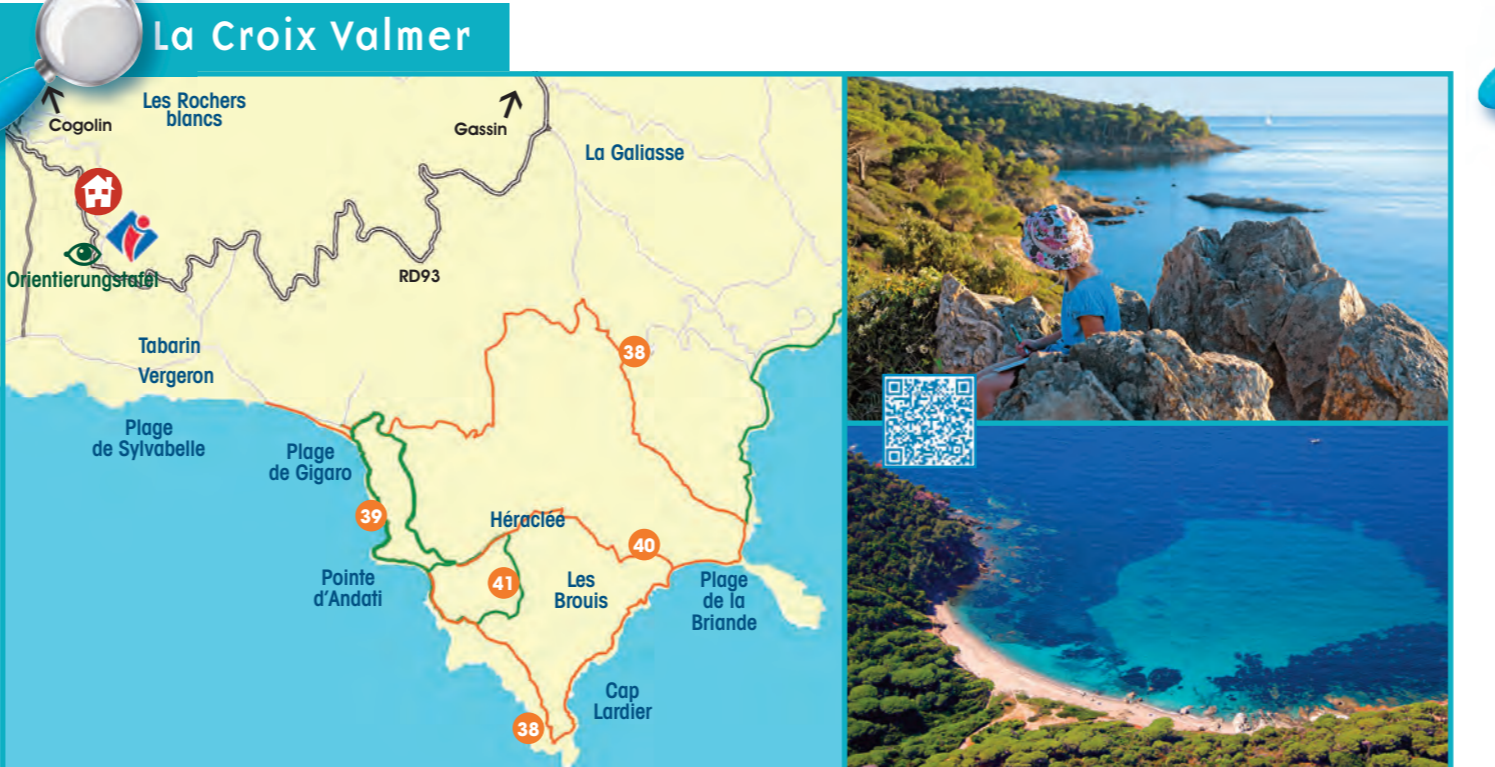 La Croix Valmer
Les Rochers
blancs
Cogolin
Gassin
La Galiasse
Orientierungstafel
RD93
Tabarin
Vergeron
38
Plage
de Sylvabelle
Plage
de Gigaro
39
Héraclée
40
41
Pointe
d'Andati
Les
Brouis
Plage
de la
Briande
Cap
Lardier
38